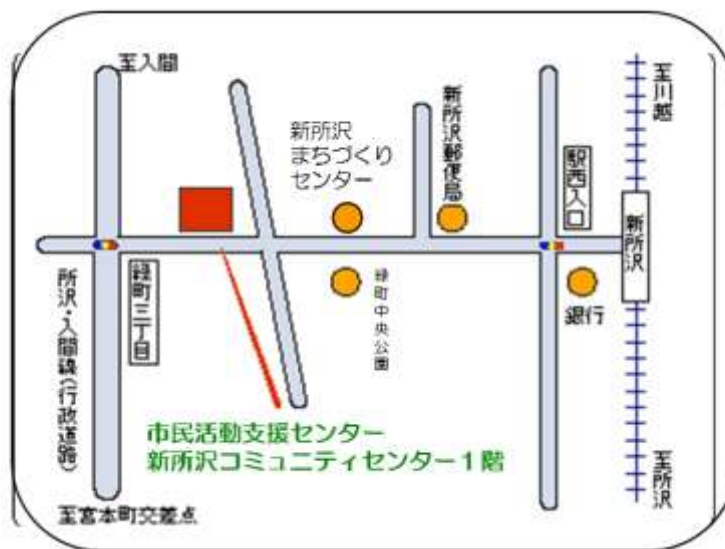 至入間
新所沢
まちづくり
センター
新所沢郵便局
駅西入口
至川越
新所沢
緑町三丁目
所沢・入間線(行政道路)
緑町中央公園
銀行
市民活動支援センター
新所沢コミュニティセンター1階
至宮本町交差点
至所沢